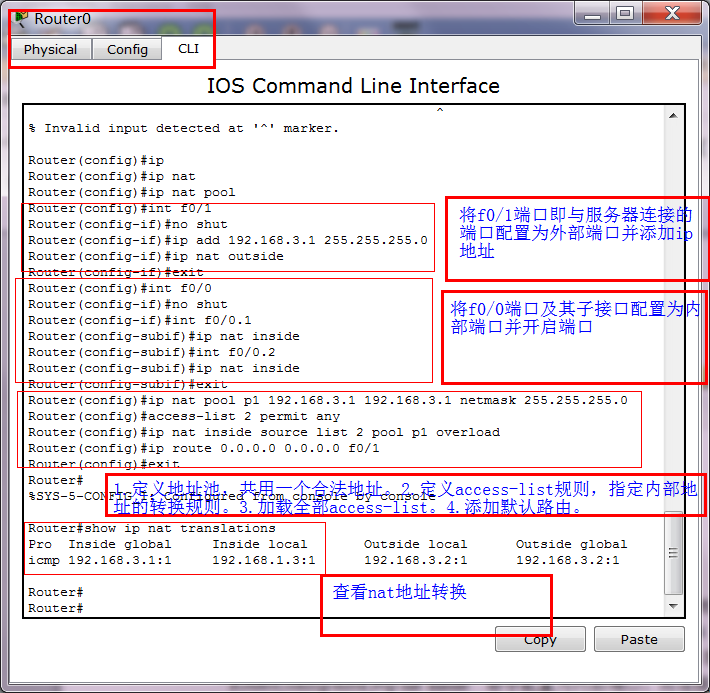 Router0
Physical Config CLI
IOS Command Line Interface
^
% Invalid input detected at '^' marker.
Router(config)#ip
Router(config)#ip nat
Router(config)#ip nat pool
Router(config)#int f0/1
Router(config-if)#no shut
Router(config-if)#ip add 192.168.3.1 255.255.255.0
Router(config-if)#ip nat outside
Router(config-if)#exit
将f0/1端口即与服务器连接的
端口配置为外部端口并添加ip
地址
Router(config)#int f0/0
Router(config-if)#no shut
Router(config-if)#int f0/0.1
Router(config-subif)#ip nat inside
Router(config-subif)#int f0/0.2
Router(config-subif)#ip nat inside
Router(config-subif)#exit
将f0/0端口及其子接口配置为内
部端口并开启端口
Router(config)#ip nat pool p1 192.168.3.1 192.168.3.1 netmask 255.255.255.0
Router(config)#access-list 2 permit any
Router(config)#ip nat inside source list 2 pool p1 overload
Router(config)#ip route 0.0.0.0 0.0.0.0 f0/1
Router(config)#exit
Router#
%SYS-5-CONFIG_I: Configured from console by console
1.定义地址池，共用一个合法地址。2.定义access-list规则，指定内部地
址的转换规则。3.加载全部access-list。4.添加默认路由。
Router#show ip nat translations
Pro Inside global Inside local Outside local Outside global
icmp 192.168.3.1:1 192.168.1.3:1 192.168.3.2:1 192.168.3.2:1
查看nat地址转换
Router#
Router#
Copy Paste